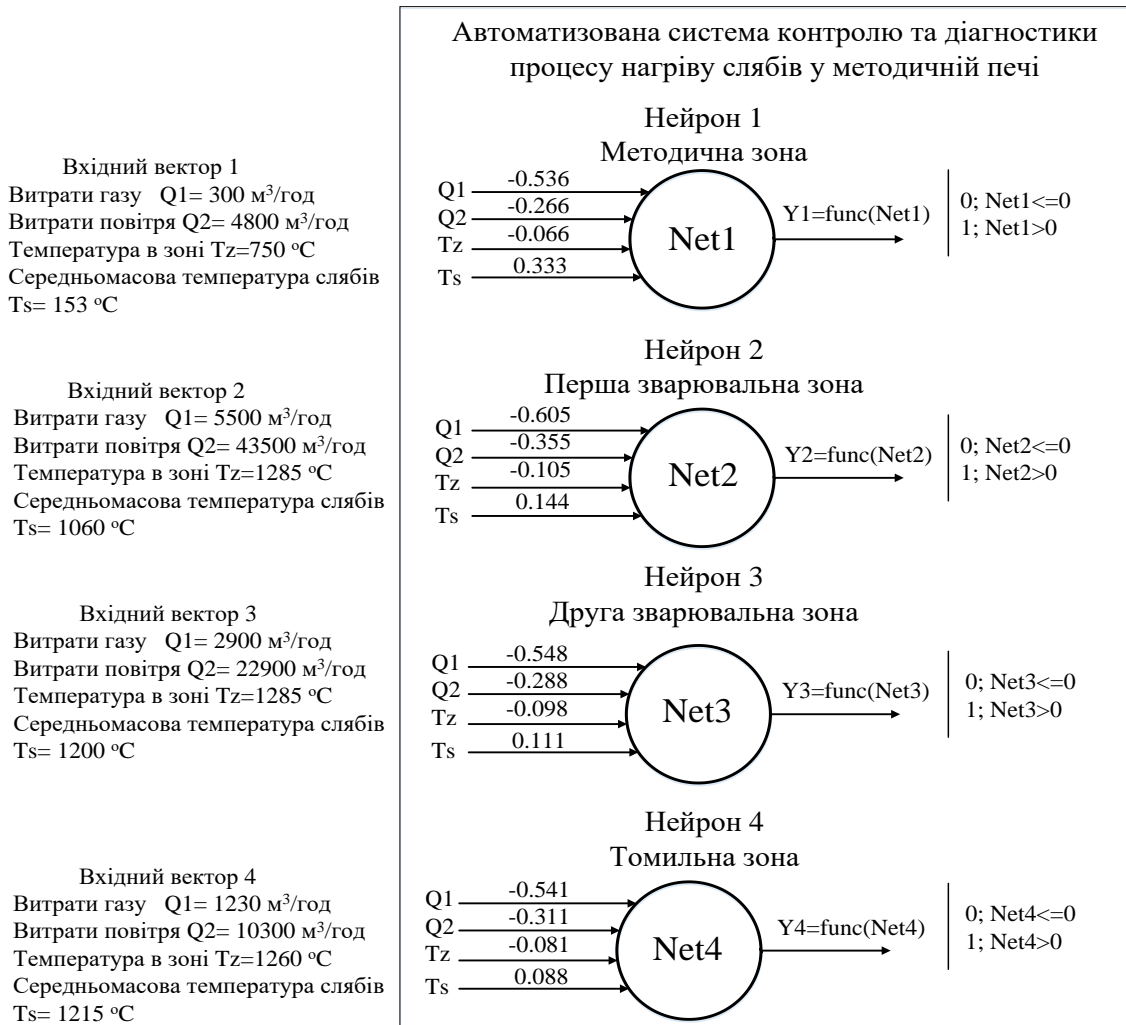 Автоматизована система контролю та діагностики
процесу нагріву слябів у методичній печі
Вхідний вектор 1
Витрати газу Q1= 300 м³/год
Витрати повітря Q2= 4800 м³/год
Температура в зоні Tz=750 °С
Середньомасова температура слябів
Ts= 153 °С
Нейрон 1
Методична зона
Q1 -0.536
Q2 -0.266
Tz -0.066
Ts 0.333
Net1
Y1=func(Net1)
0; Net1<=0
1; Net1>0
Вхідний вектор 2
Витрати газу Q1= 5500 м³/год
Витрати повітря Q2= 43500 м³/год
Температура в зоні Tz=1285 °С
Середньомасова температура слябів
Ts= 1060 °С
Нейрон 2
Перша зварювальна зона
Q1 -0.605
Q2 -0.355
Tz -0.105
Ts 0.144
Net2
Y2=func(Net2)
0; Net2<=0
1; Net2>0
Вхідний вектор 3
Витрати газу Q1= 2900 м³/год
Витрати повітря Q2= 22900 м³/год
Температура в зоні Tz=1285 °С
Середньомасова температура слябів
Ts= 1200 °С
Нейрон 3
Друга зварювальна зона
Q1 -0.548
Q2 -0.288
Tz -0.098
Ts 0.111
Net3
Y3=func(Net3)
0; Net3<=0
1; Net3>0
Вхідний вектор 4
Витрати газу Q1= 1230 м³/год
Витрати повітря Q2= 10300 м³/год
Температура в зоні Tz=1260 °С
Середньомасова температура слябів
Ts= 1215 °С
Нейрон 4
Томильна зона
Q1 -0.541
Q2 -0.311
Tz -0.081
Ts 0.088
Net4
Y4=func(Net4)
0; Net4<=0
1; Net4>0